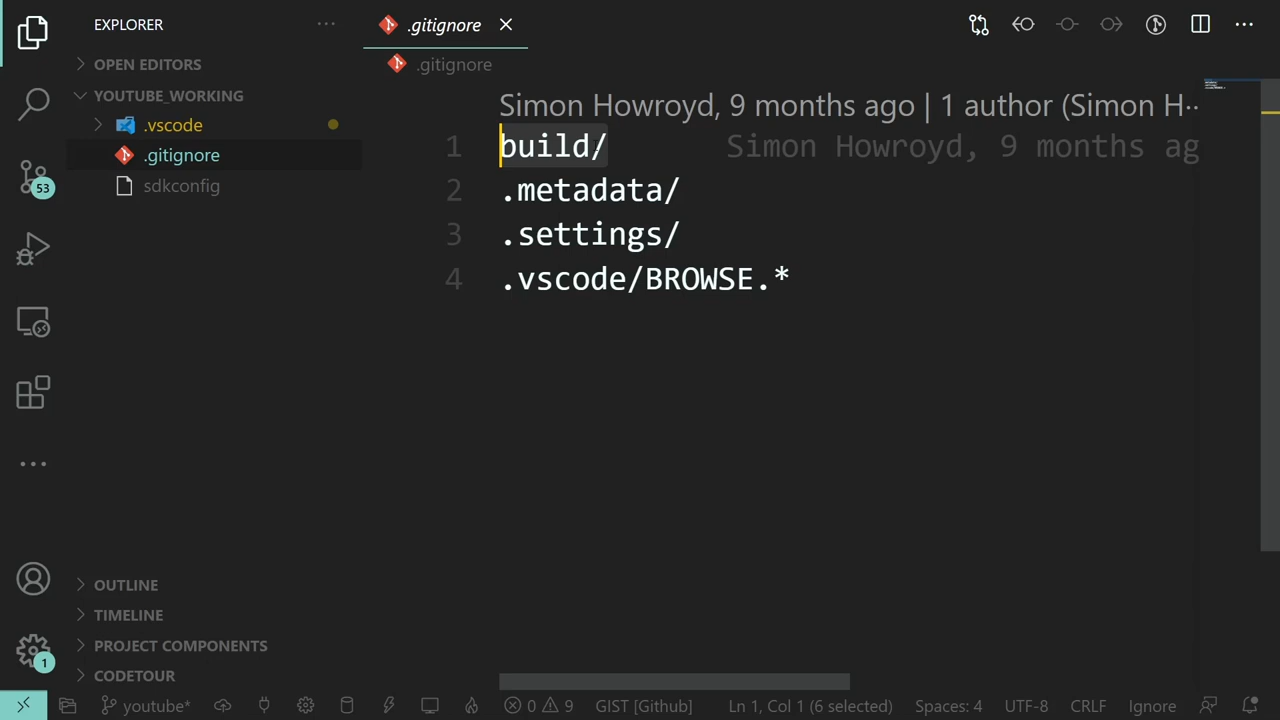 EXPLORER
.gitignore
OPEN EDITORS
.gitignore
YOUTUBE_WORKING
.vscode
.gitignore
sdkconfig
Simon Howroyd, 9 months ago | 1 author (Simon H··
1 build/ Simon Howroyd, 9 months ag
2 .metadata/
3 .settings/
4 .vscode/BROWSE.*
53
OUTLINE
TIMELINE
PROJECT COMPONENTS
1
CODETOUR
youtube* 0 9 GIST [Github] Ln 1, Col 1 (6 selected) Spaces: 4 UTF-8 CRLF Ignore